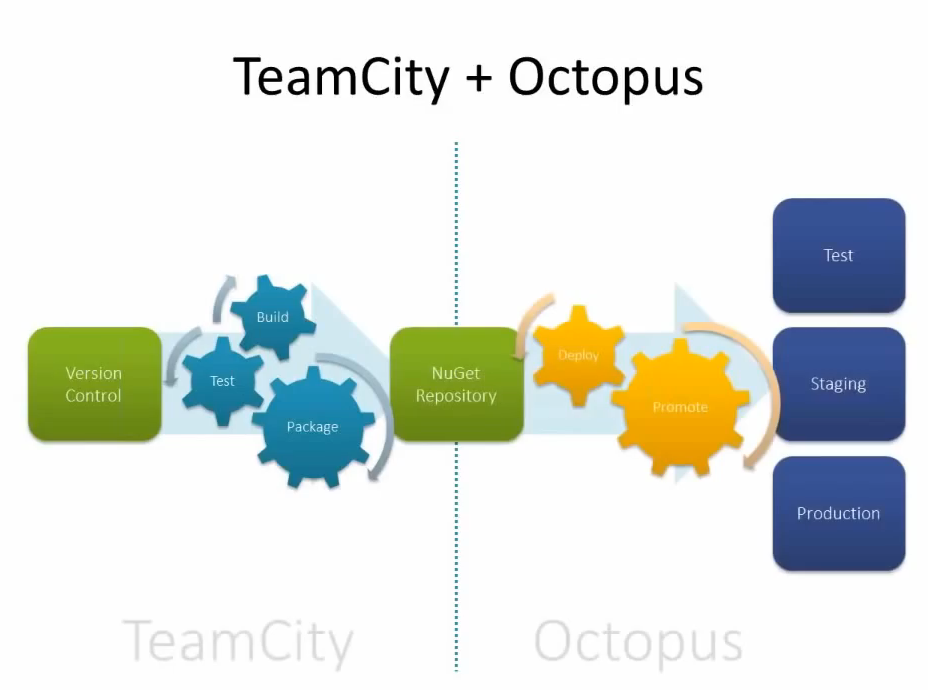 TeamCity + Octopus
Version
Control
Build
Test
Package
NuGet
Repository
Deploy
Promote
Test
Staging
Production
TeamCity
Octopus